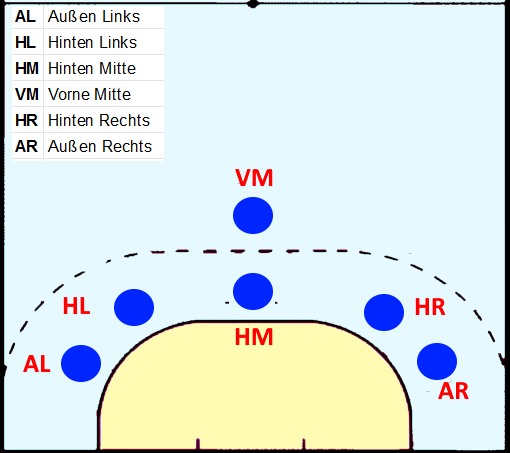 AL Außen Links
HL Hinten Links
HM Hinten Mitte
VM Vorne Mitte
HR Hinten Rechts
AR Außen Rechts
VM
HL
HR
HM
AL
AR